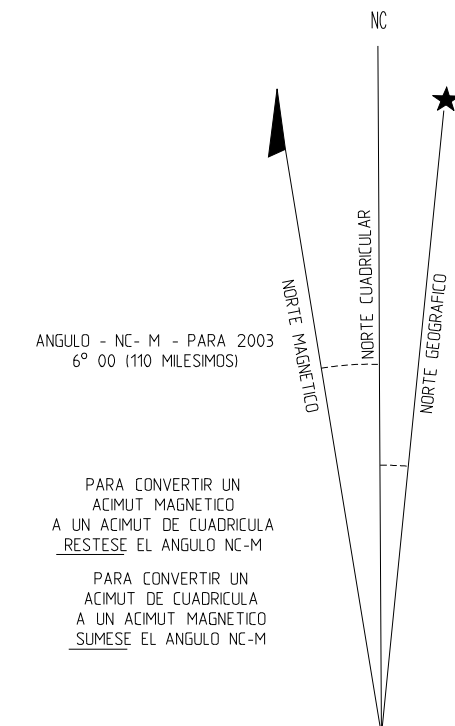 NC
NORTE MAGNETICO
NORTE CUADRICULAR
NORTE GEOGRAFICO
ANGULO - NC- M - PARA 2003
6° 00 (110 MILESIMOS)
PARA CONVERTIR UN
ACIMUT MAGNETICO
A UN ACIMUT DE CUADRICULA
RESTESE EL ANGULO NC-M
PARA CONVERTIR UN
ACIMUT DE CUADRICULA
A UN ACIMUT MAGNETICO
SUMESE EL ANGULO NC-M